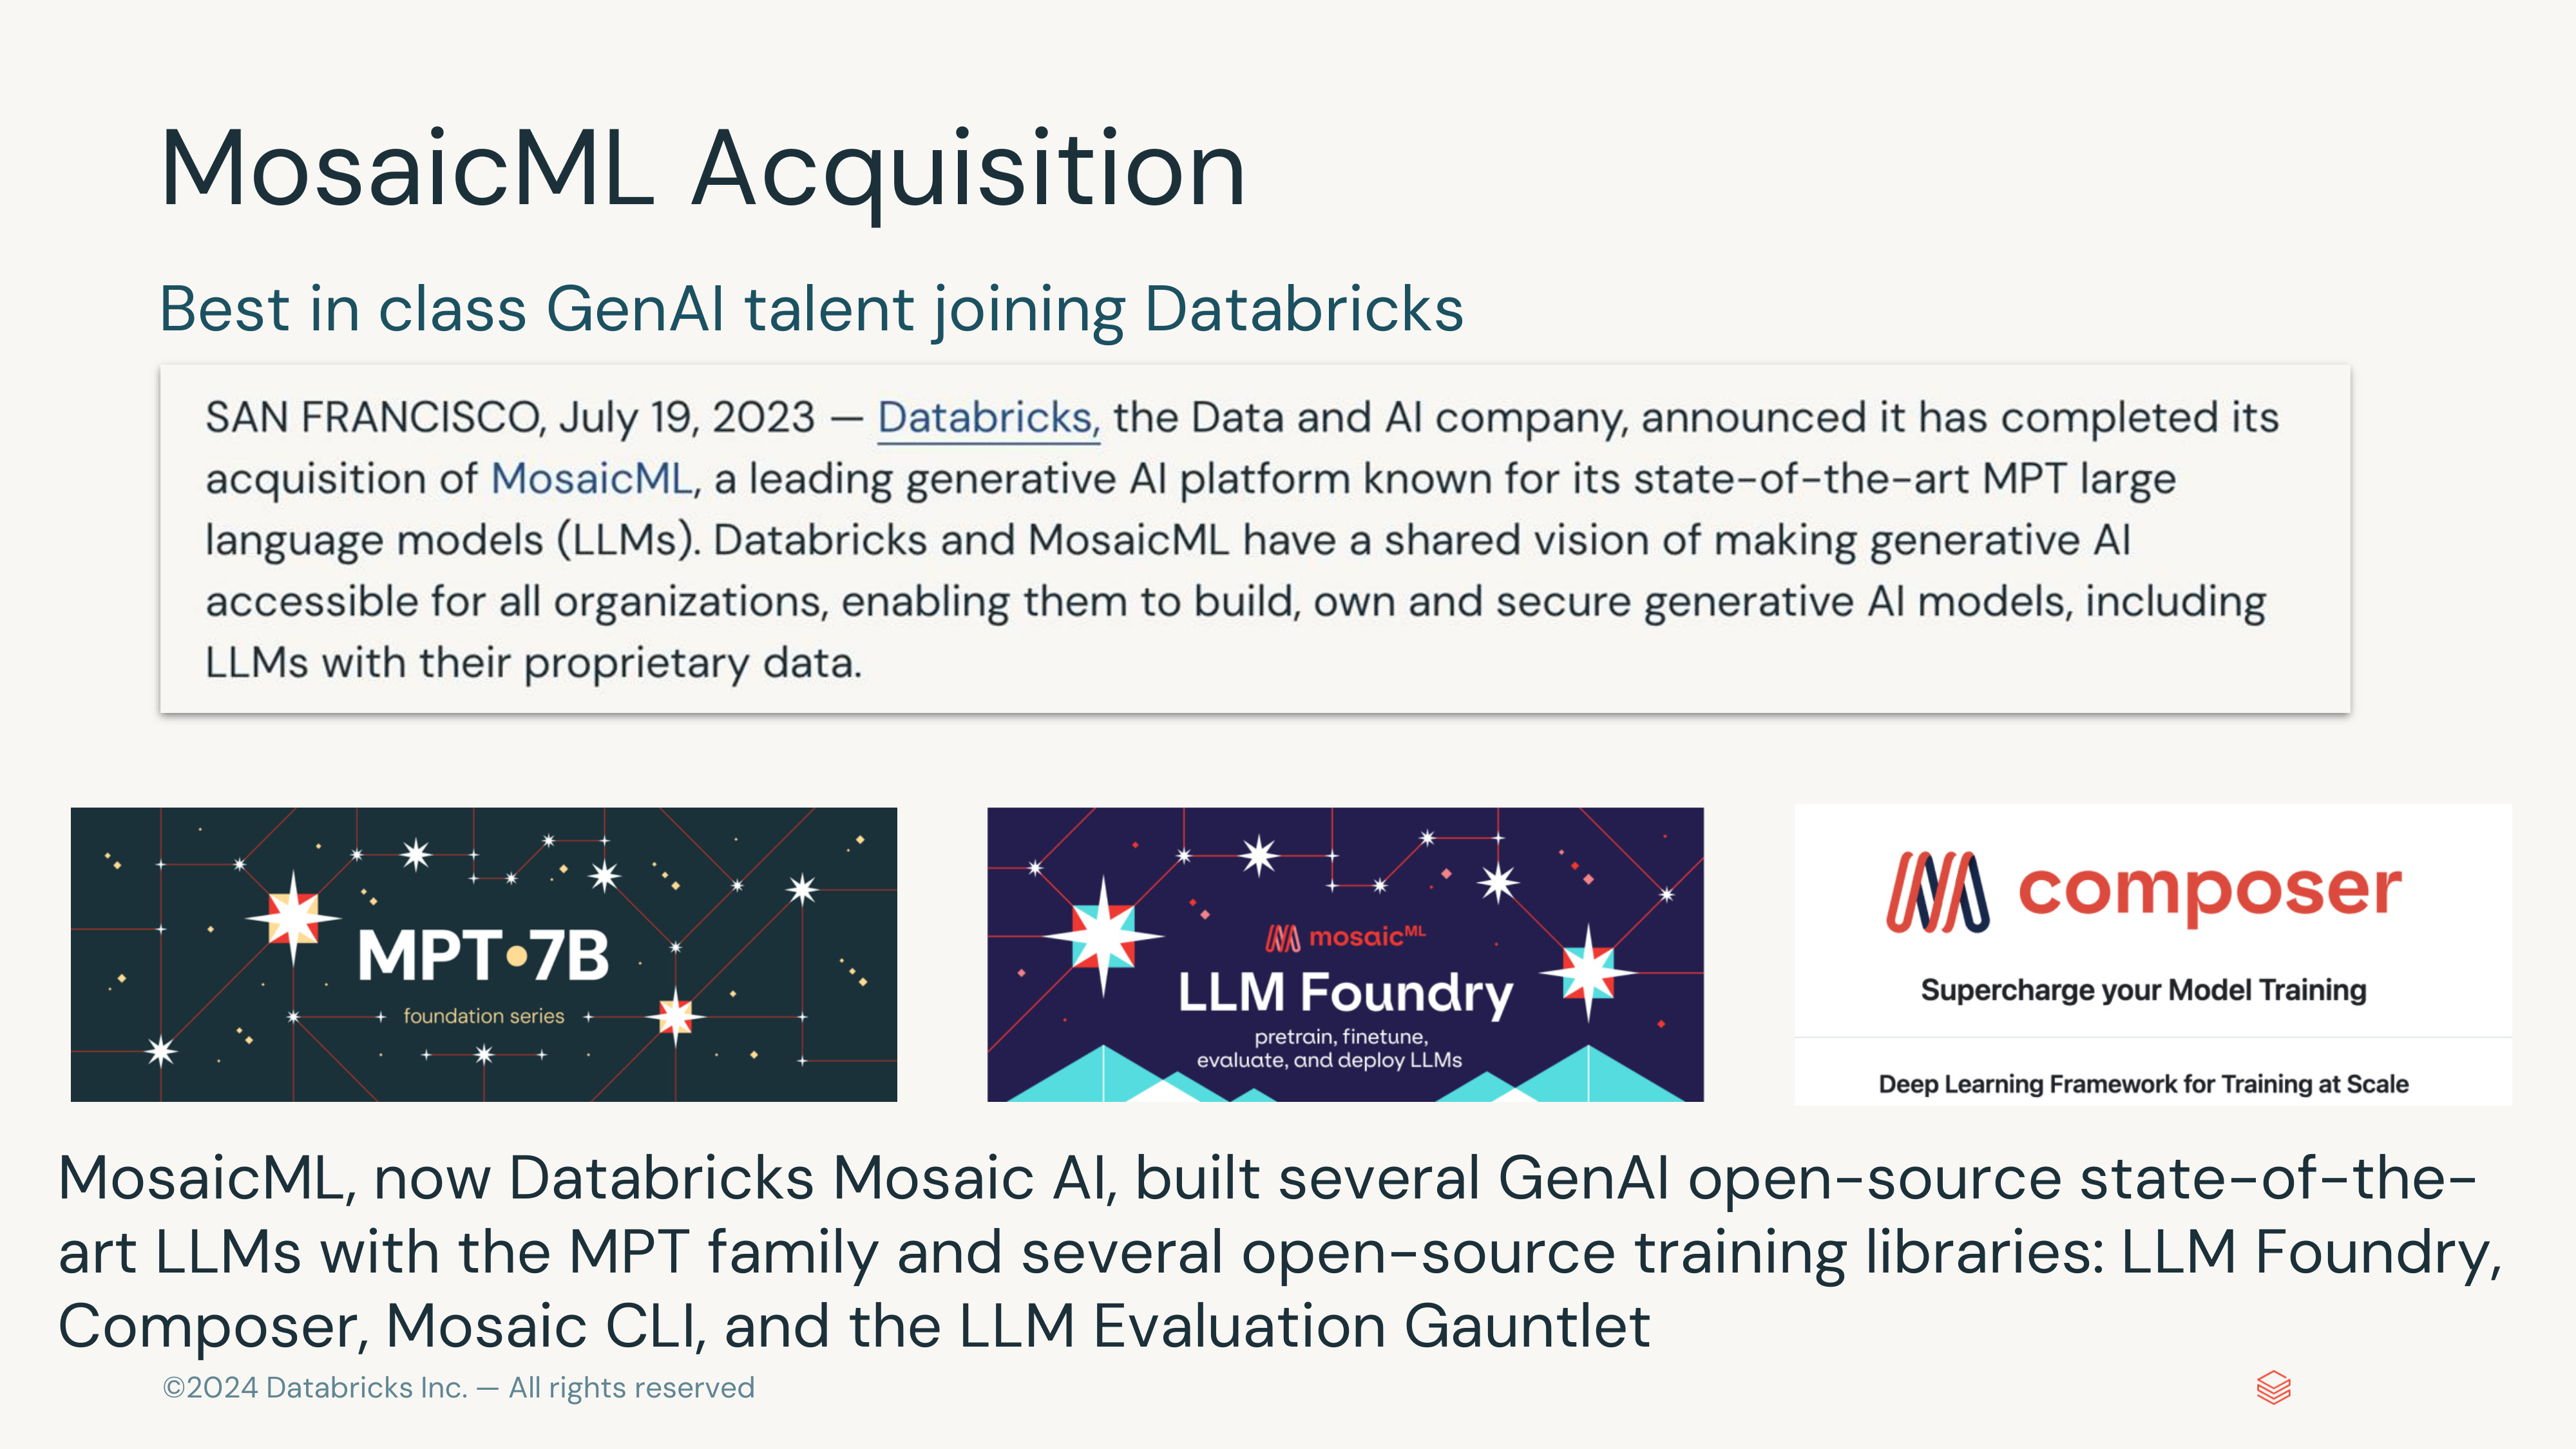 MosaicML Acquisition
Best in class GenAI talent joining Databricks
SAN FRANCISCO, July 19, 2023 — Databricks, the Data and AI company, announced it has completed its
acquisition of MosaicML, a leading generative AI platform known for its state-of-the-art MPT large
language models (LLMs). Databricks and MosaicML have a shared vision of making generative AI
accessible for all organizations, enabling them to build, own and secure generative AI models, including
LLMs with their proprietary data.
MPT•7B
foundation series
mosaicML
LLM Foundry
pretrain, finetune,
evaluate, and deploy LLMs
composer
Supercharge your Model Training
Deep Learning Framework for Training at Scale
MosaicML, now Databricks Mosaic AI, built several GenAI open-source state-of-the-
art LLMs with the MPT family and several open-source training libraries: LLM Foundry,
Composer, Mosaic CLI, and the LLM Evaluation Gauntlet
©2024 Databricks Inc. — All rights reserved